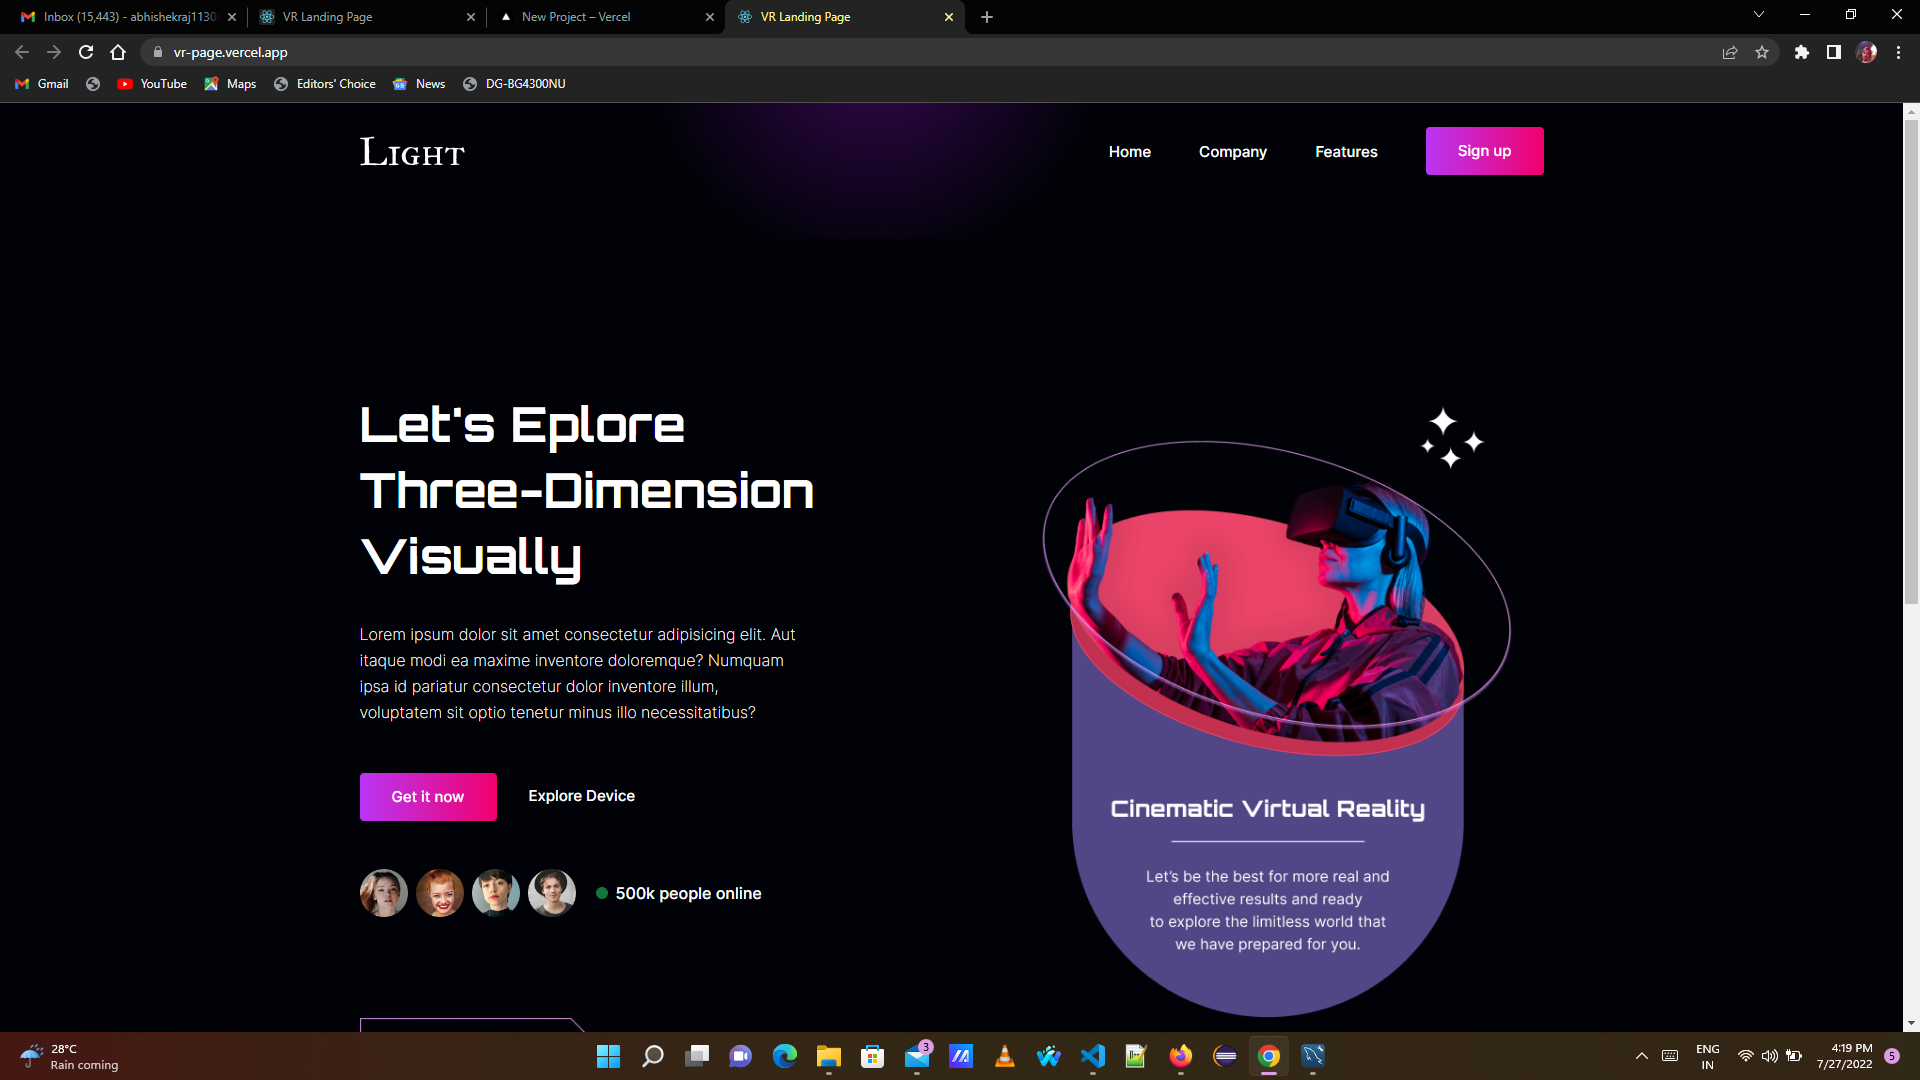 Inbox (15,443) - abhishekraj1130
VR Landing Page
New Project – Vercel
VR Landing Page
vr-page.vercel.app
Gmail
YouTube
Maps
Editors' Choice
News
DG-BG4300NU
Light
Home
Company
Features
Sign up
Let's Eplore
Three-Dimension
Visually
Lorem ipsum dolor sit amet consectetur adipisicing elit. Aut
itaque modi ea maxime inventore doloremque? Numquam
ipsa id pariatur consectetur dolor inventore illum,
voluptatem sit optio tenetur minus illo necessitatibus?
Get it now
Explore Device
500k people online
Cinematic Virtual Reality
Let's be the best for more real and
effective results and ready
to explore the limitless world that
we have prepared for you.
28°C
Rain coming
3
ENG
IN
4:19 PM
7/27/2022
5